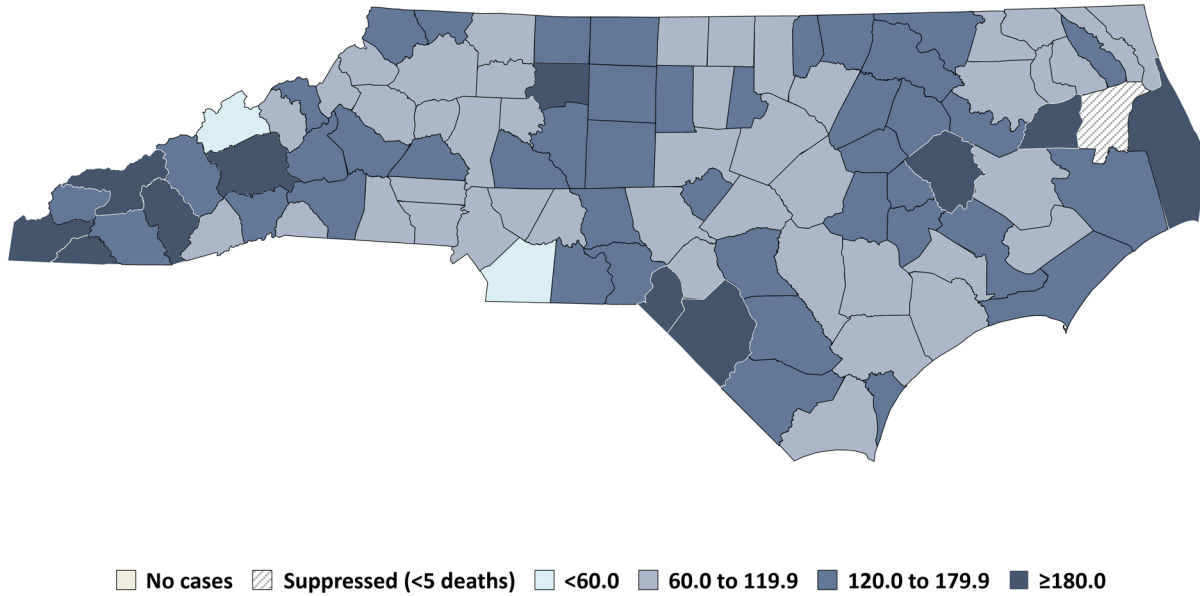 No cases Suppressed (<5 deaths) <60.0 60.0 to 119.9 120.0 to 179.9 ≥180.0